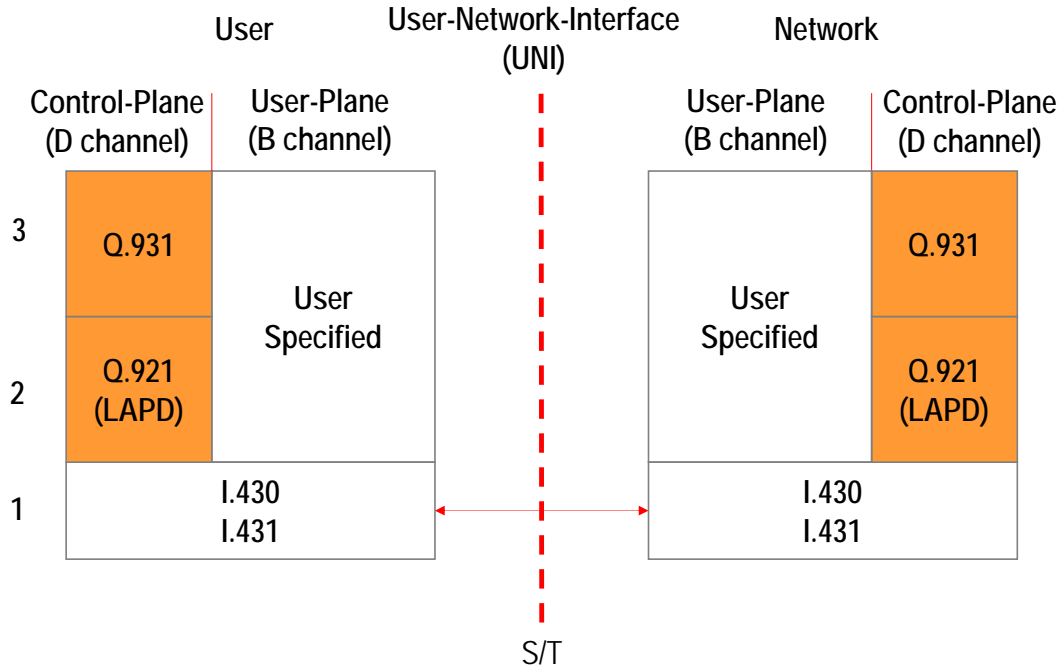 User
User-Network-Interface
(UNI)
Network
Control-Plane
(D channel)
User-Plane
(B channel)
User-Plane
(B channel)
Control-Plane
(D channel)
3
Q.931
User
Specified
User
Specified
Q.931
2
Q.921
(LAPD)
Q.921
(LAPD)
1
I.430
I.431
I.430
I.431
S/T